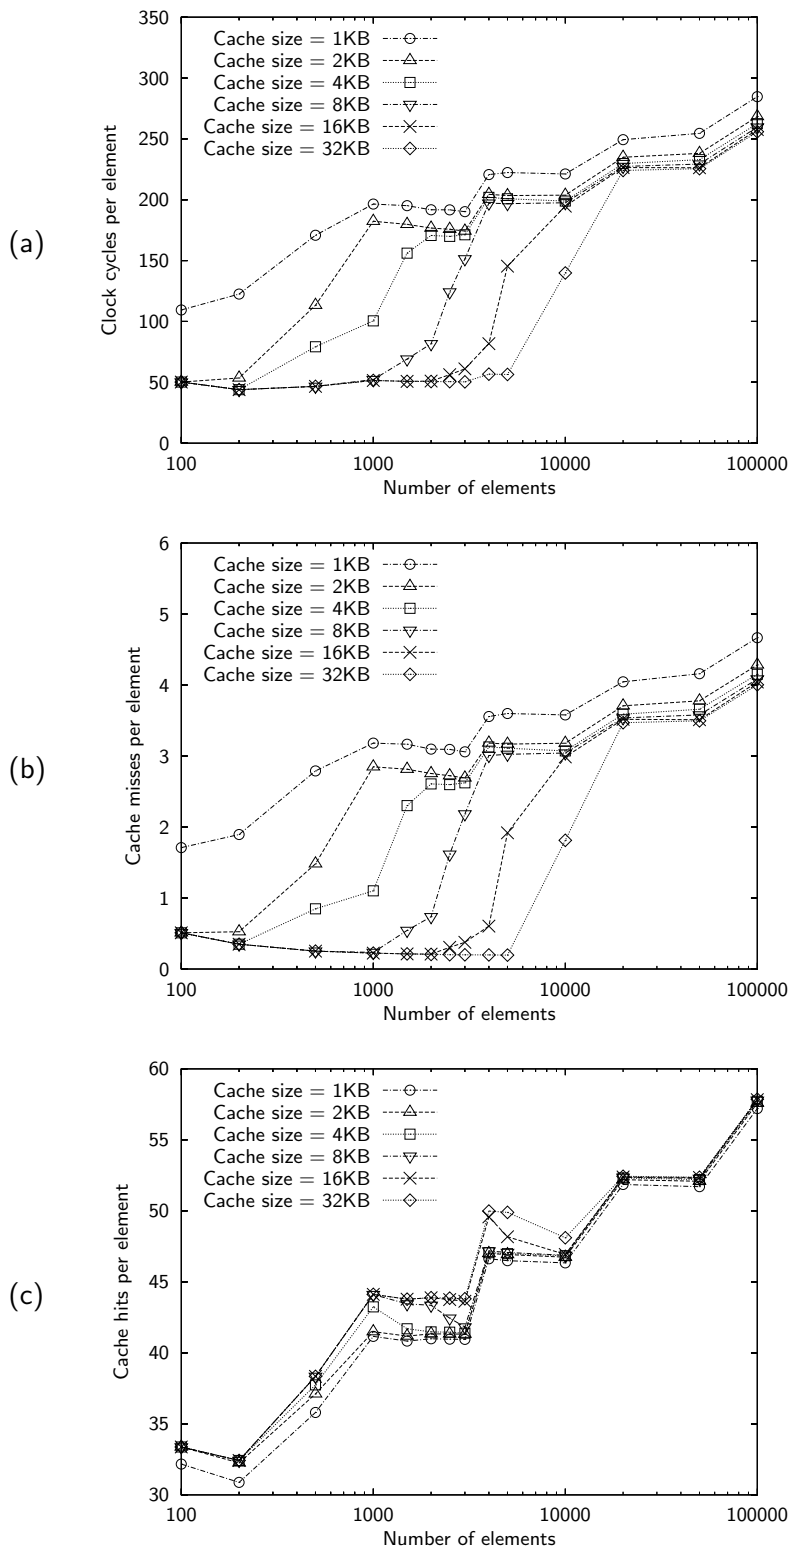 350
300
250
200
150
100
50
0
100
1000
10000
100000
Clock cycles per element
Number of elements
Cache size = 1KB
Cache size = 2KB
Cache size = 4KB
Cache size = 8KB
Cache size = 16KB
Cache size = 32KB
(a)
6
5
4
3
2
1
0
100
1000
10000
100000
Cache misses per element
Number of elements
Cache size = 1KB
Cache size = 2KB
Cache size = 4KB
Cache size = 8KB
Cache size = 16KB
Cache size = 32KB
(b)
60
55
50
45
40
35
30
100
1000
10000
100000
Cache hits per element
Number of elements
Cache size = 1KB
Cache size = 2KB
Cache size = 4KB
Cache size = 8KB
Cache size = 16KB
Cache size = 32KB
(c)